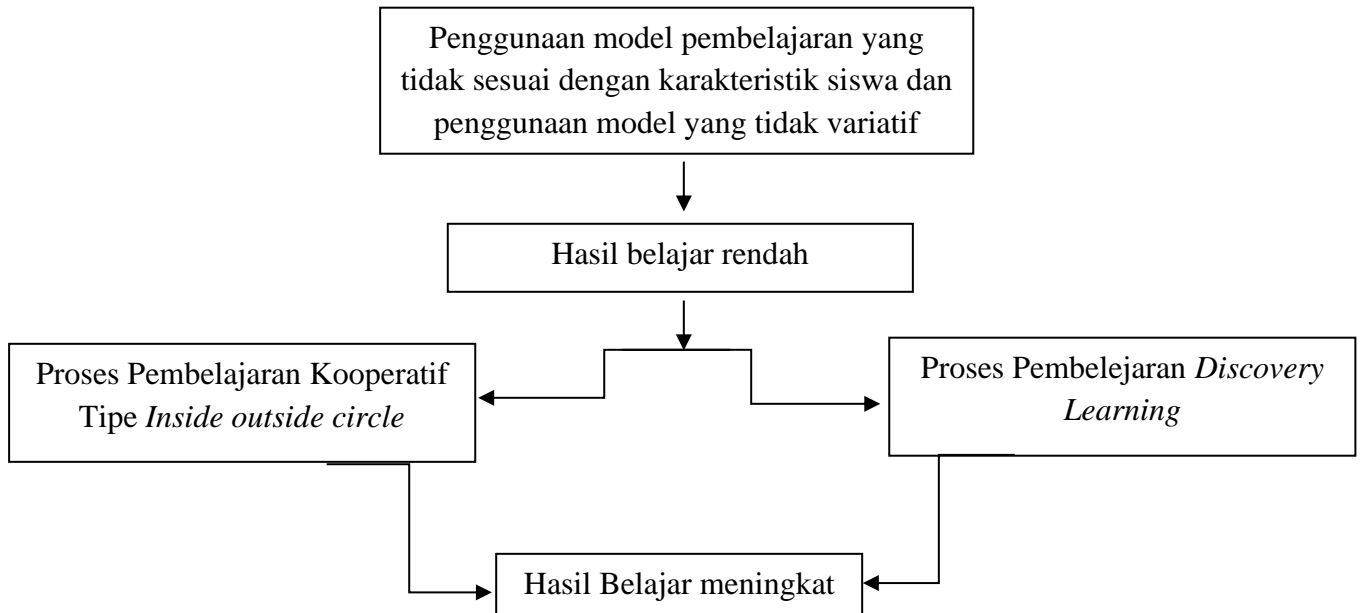 Penggunaan model pembelajaran yang
tidak sesuai dengan karakteristik siswa dan
penggunaan model yang tidak variatif
Hasil belajar rendah
Proses Pembelajaran Kooperatif
Tipe Inside outside circle
Proses Pembelejaran Discovery
Learning
Hasil Belajar meningkat